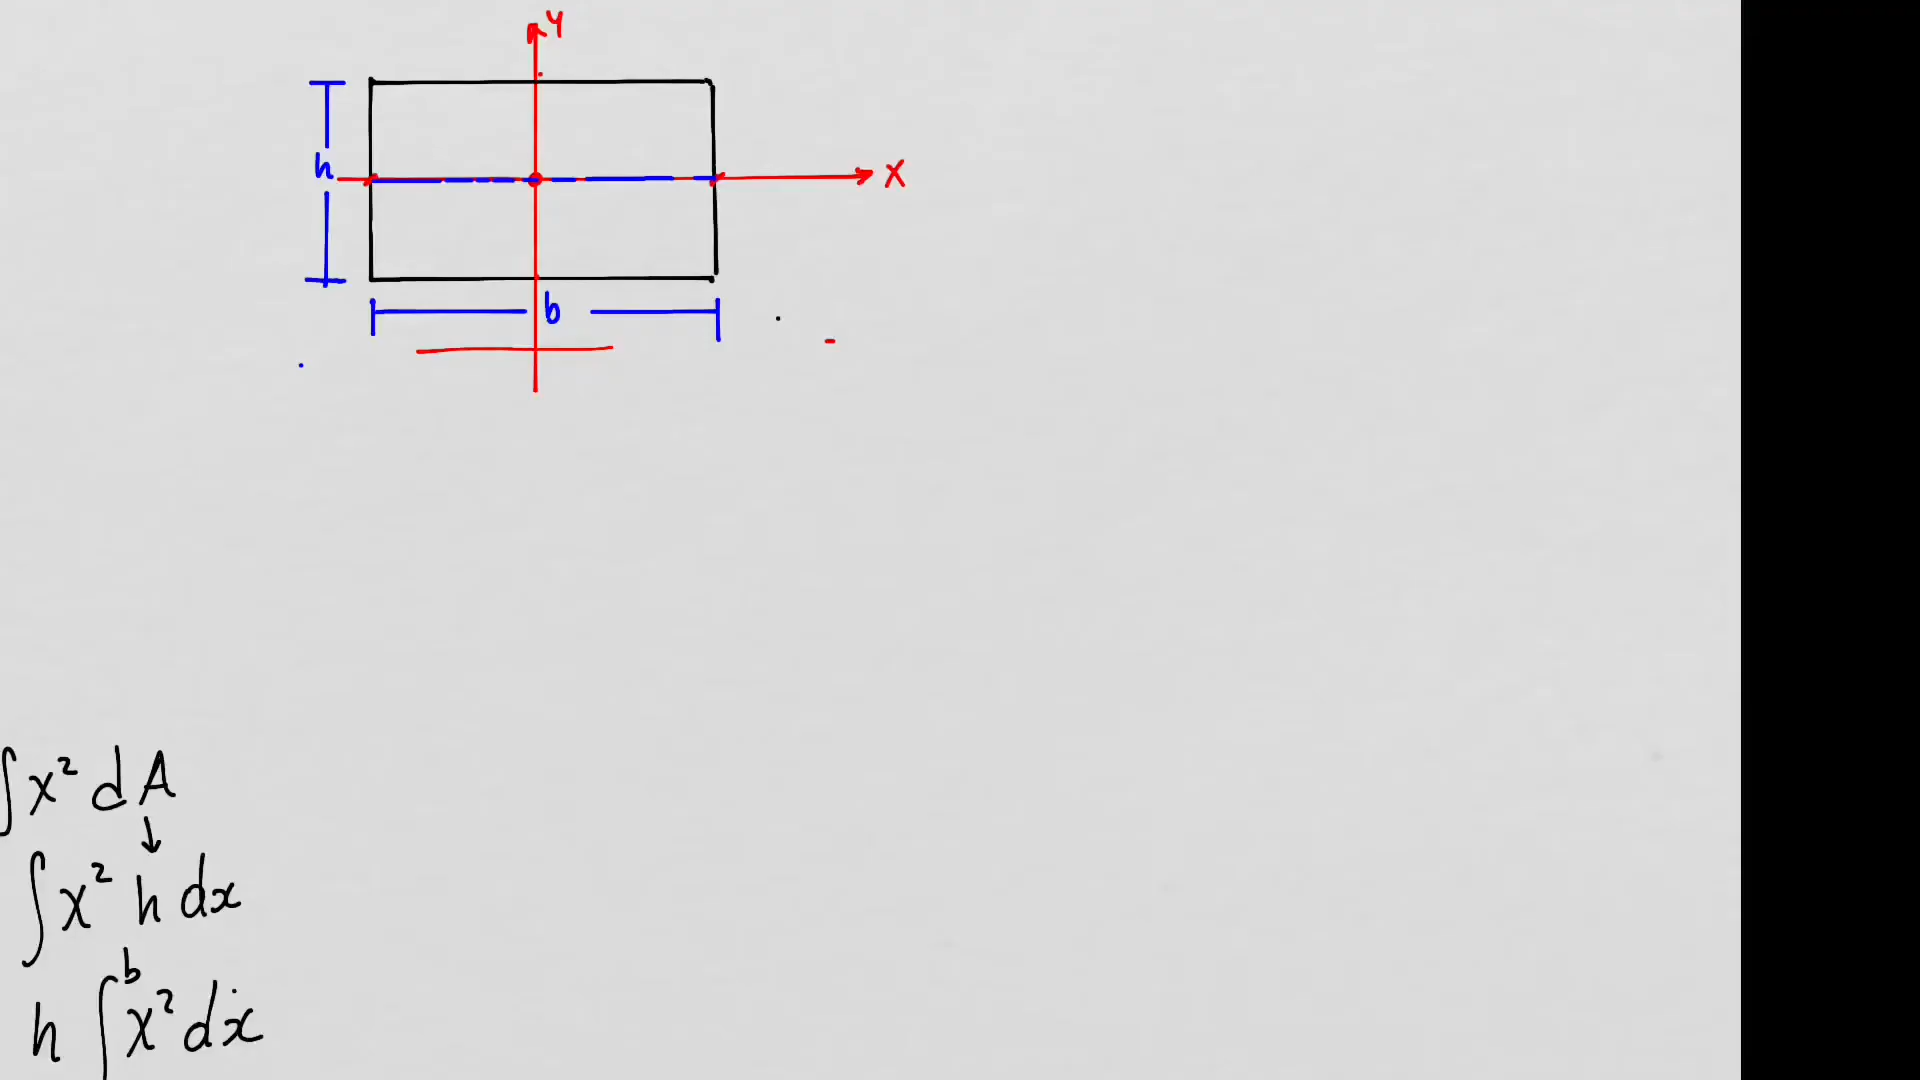 Y
h
X
b
∫x² dA
↓
∫x² h dx
h ∫ᵇ x² dx